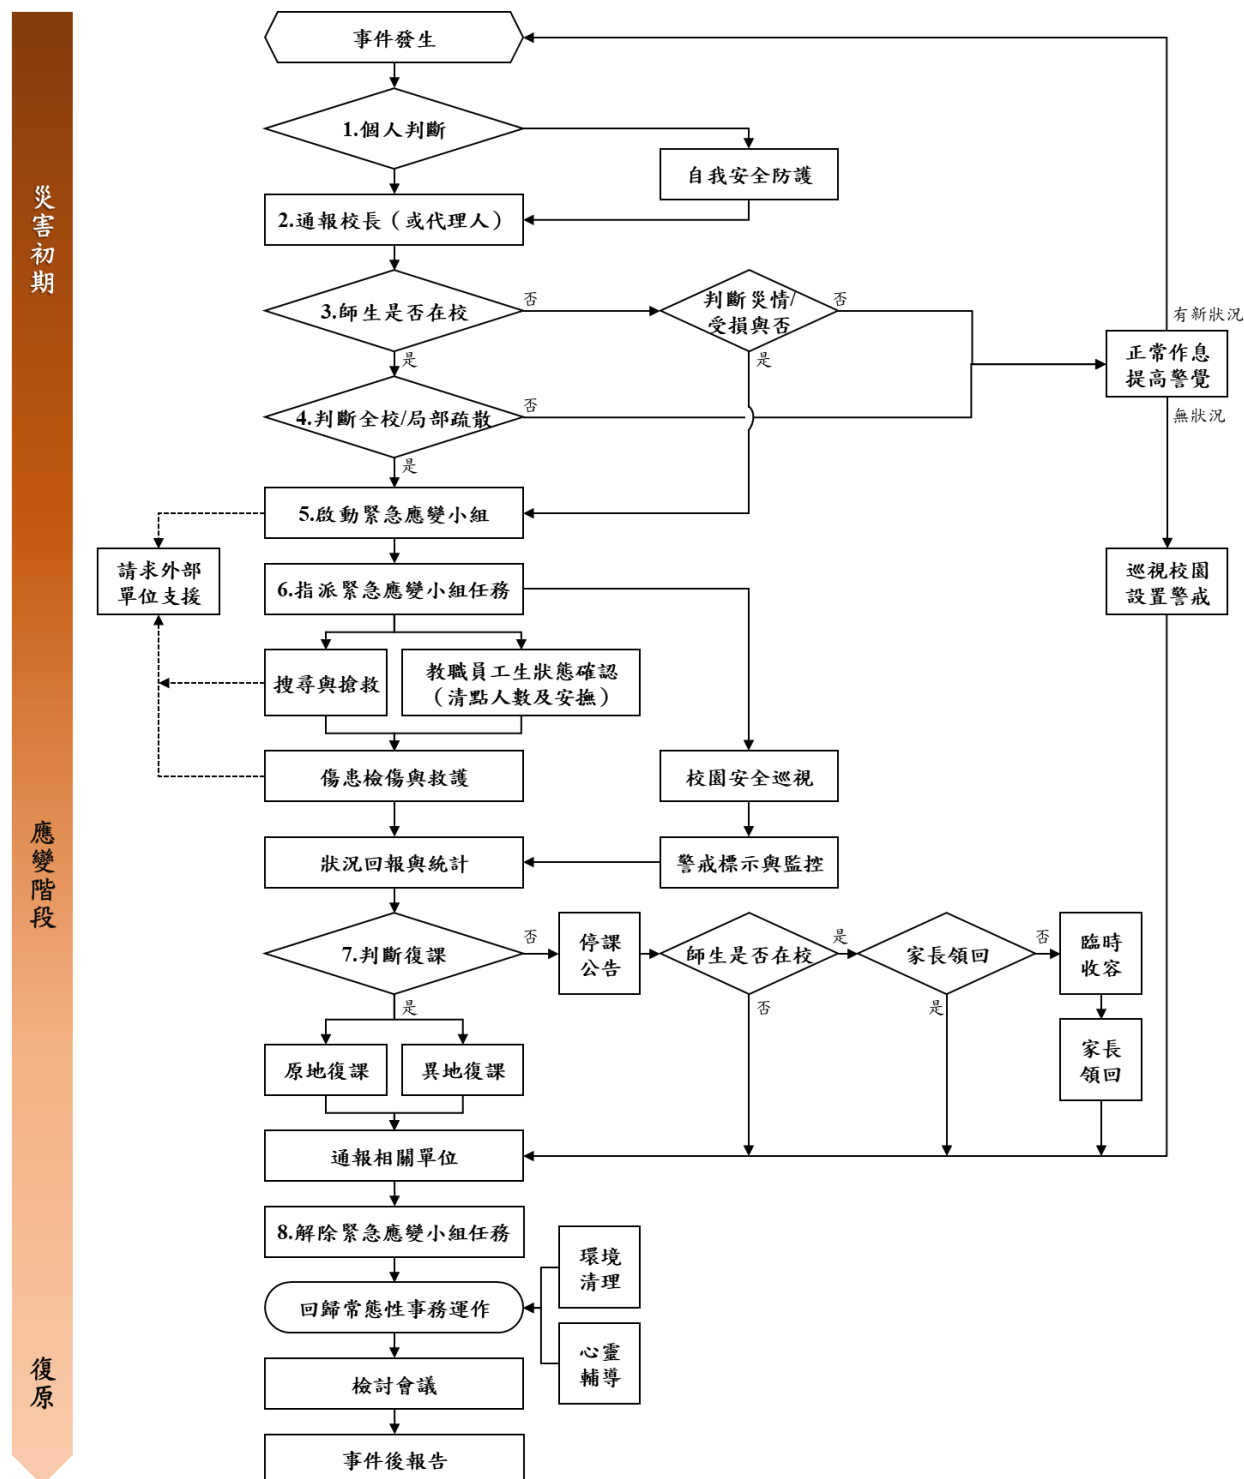 災害初期
應變階段
復原
事件發生
1.個人判斷
自我安全防護
2.通報校長（或代理人）
3.師生是否在校
否
是
判斷災情/
受損與否
否
是
有新狀況
正常作息
提高警覺
無狀況
4.判斷全校/局部疏散
否
是
5.啟動緊急應變小組
請求外部
單位支援
6.指派緊急應變小組任務
巡視校園
設置警戒
搜尋與搶救
教職員工生狀態確認
（清點人數及安撫）
傷患檢傷與救護
校園安全巡視
狀況回報與統計
警戒標示與監控
7.判斷復課
否
是
停課
公告
師生是否在校
是
否
家長領回
否
是
臨時
收容
家長
領回
原地復課
異地復課
通報相關單位
8.解除緊急應變小組任務
環境
清理
回歸常態性事務運作
心靈
輔導
檢討會議
事件後報告